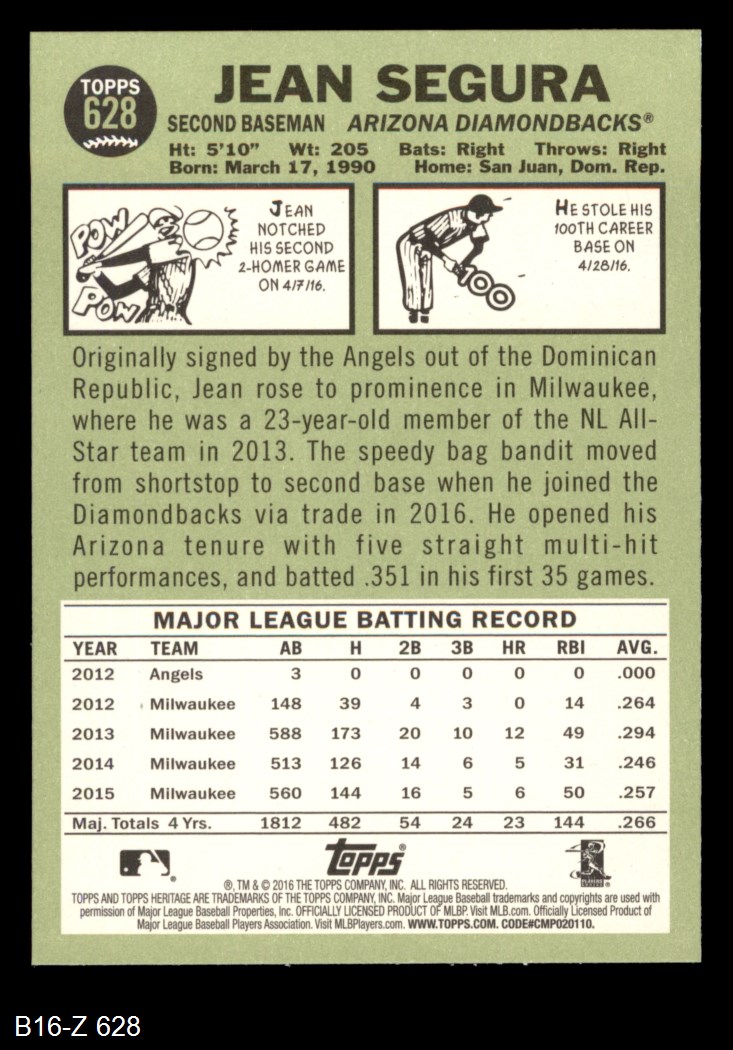 TOPPS
628
JEAN SEGURA
SECOND BASEMAN ARIZONA DIAMONDBACKS®
Ht: 5'10" Wt: 205 Bats: Right Throws: Right
Born: March 17, 1990 Home: San Juan, Dom. Rep.
POW
POW
JEAN
NOTCHED
HIS SECOND
2-HOMER GAME
ON 4/7/16.
100
HE STOLE HIS
100TH CAREER
BASE ON
4/28/16.
Originally signed by the Angels out of the Dominican
Republic, Jean rose to prominence in Milwaukee,
where he was a 23-year-old member of the NL All-
Star team in 2013. The speedy bag bandit moved
from shortstop to second base when he joined the
Diamondbacks via trade in 2016. He opened his
Arizona tenure with five straight multi-hit
performances, and batted .351 in his first 35 games.
MAJOR LEAGUE BATTING RECORD
YEAR TEAM AB H 2B 3B HR RBI AVG.
2012 Angels 3 0 0 0 0 0 .000
2012 Milwaukee 148 39 4 3 0 14 .264
2013 Milwaukee 588 173 20 10 12 49 .294
2014 Milwaukee 513 126 14 6 5 31 .246
2015 Milwaukee 560 144 16 5 6 50 .257
Maj. Totals 4 Yrs. 1812 482 54 24 23 144 .266
topps®
®, TM & © 2016 THE TOPPS COMPANY, INC. ALL RIGHTS RESERVED.
TOPPS AND TOPPS HERITAGE ARE TRADEMARKS OF THE TOPPS COMPANY, INC. Major League Baseball trademarks and copyrights are used with
permission of Major League Baseball Properties, Inc. OFFICIALLY LICENSED PRODUCT OF MLBP. Visit MLB.com. Officially Licensed Product of
Major League Baseball Players Association. Visit MLBPlayers.com. WWW.TOPPS.COM. CODE#CMP020110.
B16-Z 628